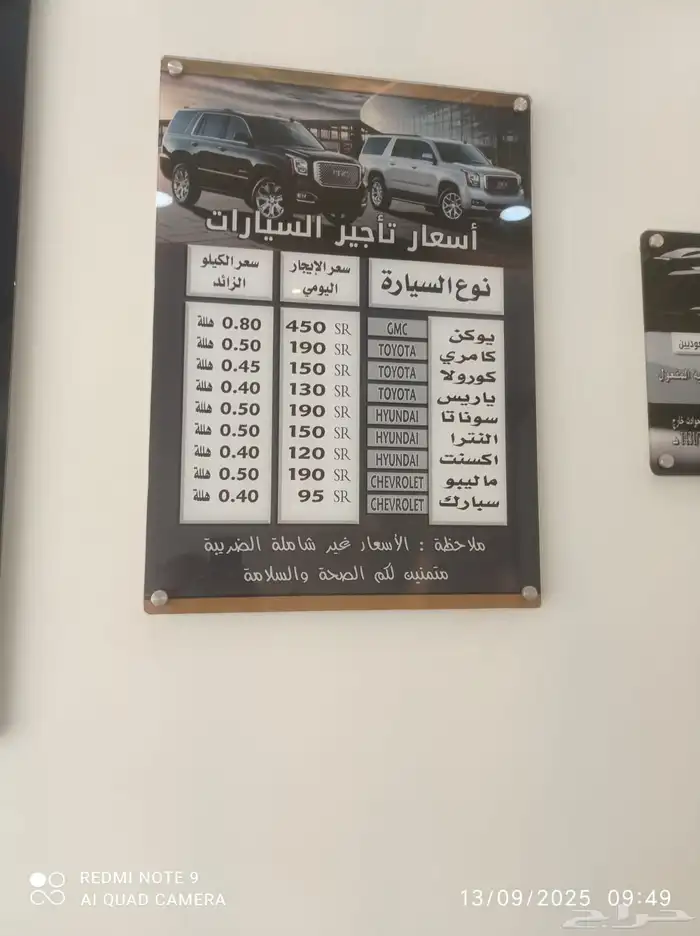 أسعار تأجير السيارات
نوع السيارة سعر الإيجار اليومي سعر الكيلو الزائد
يوكن GMC 450 SR 0.80 هللة
كامري TOYOTA 190 SR 0.50 هللة
كورولا TOYOTA 150 SR 0.45 هللة
ياريس TOYOTA 130 SR 0.40 هللة
سوناتا HYUNDAI 190 SR 0.50 هللة
النترا HYUNDAI 150 SR 0.50 هللة
اكسنت HYUNDAI 120 SR 0.40 هللة
ماليبو CHEVROLET 190 SR 0.50 هللة
سبارك CHEVROLET 95 SR 0.40 هللة
ملاحظة : الأسعار غير شاملة الضريبة
متمنين لكم الصحة والسلامة
REDMI NOTE 9
AI QUAD CAMERA
13/09/2025 09:49
حراج